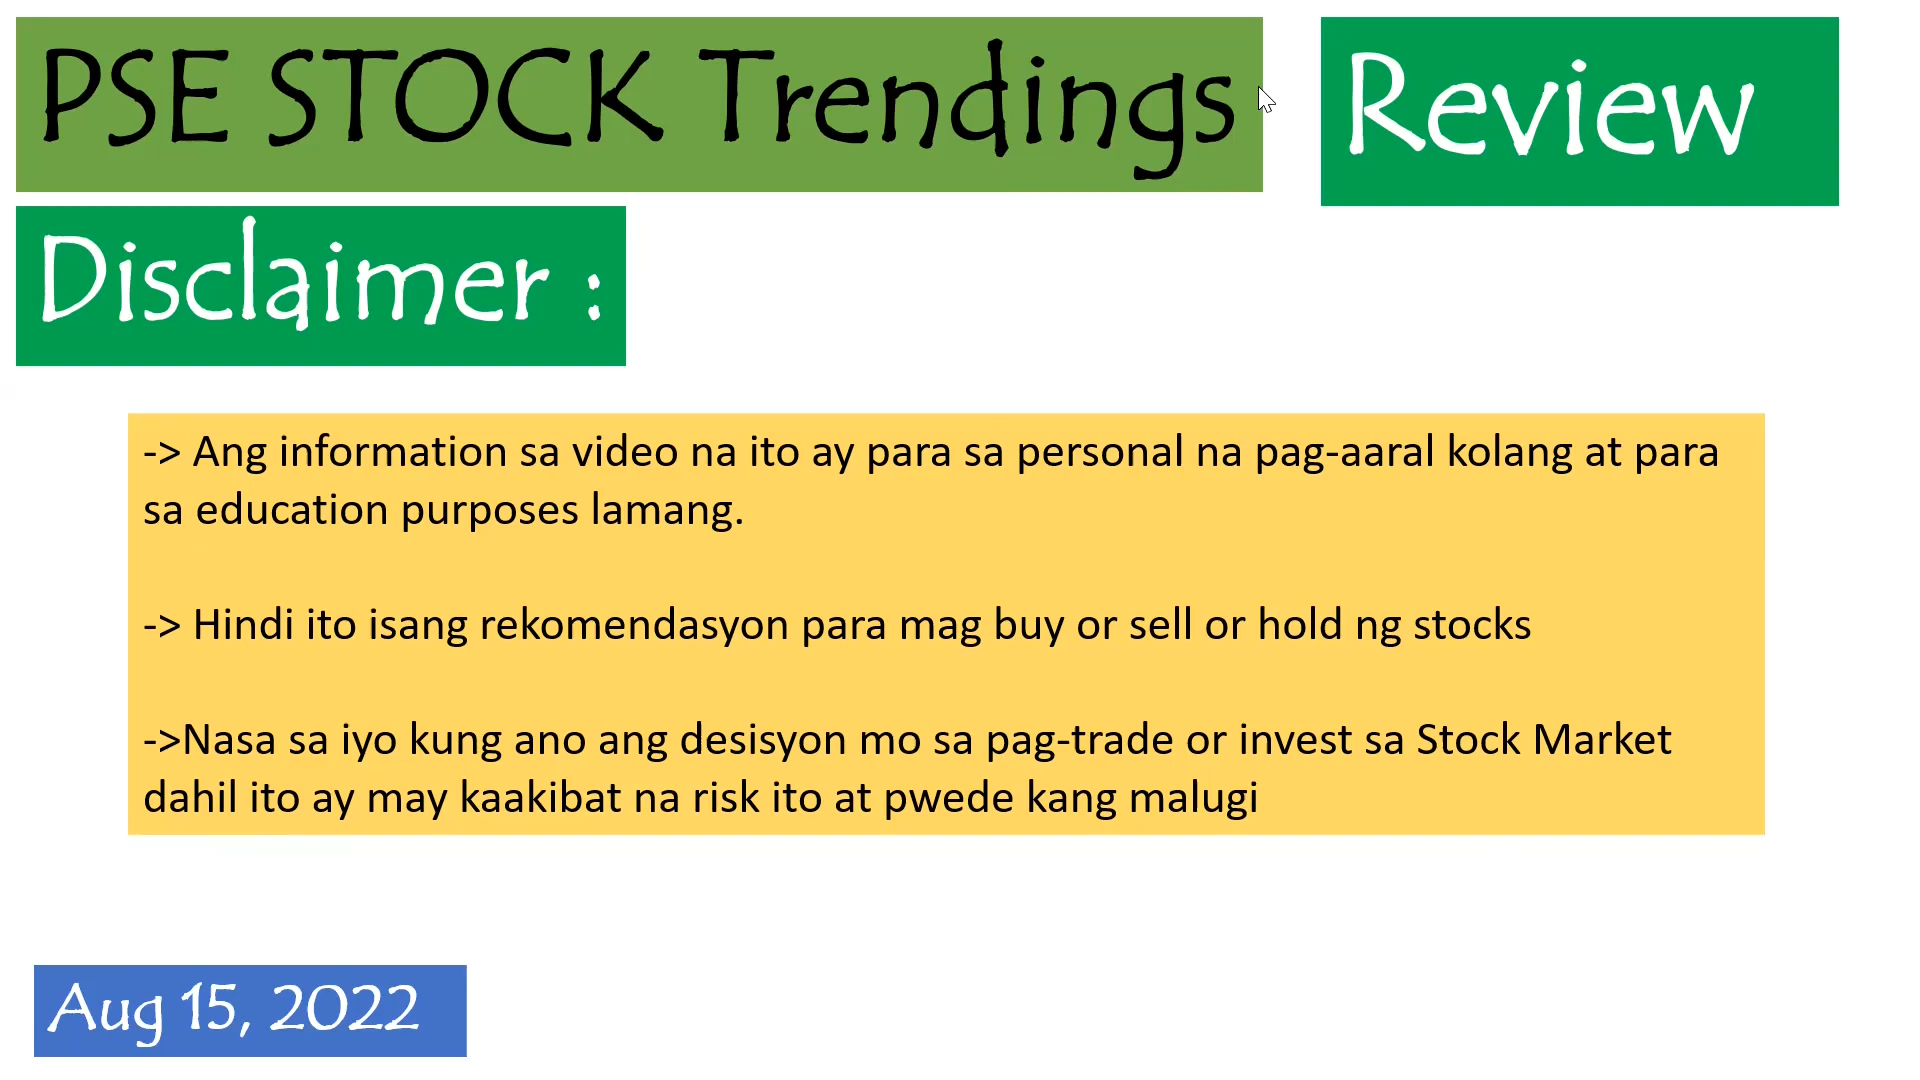 PSE STOCK Trendings
Review
Disclaimer :
-> Ang information sa video na ito ay para sa personal na pag-aaral kolang at para
sa education purposes lamang.
-> Hindi ito isang rekomendasyon para mag buy or sell or hold ng stocks
->Nasa sa iyo kung ano ang desisyon mo sa pag-trade or invest sa Stock Market
dahil ito ay may kaakibat na risk ito at pwede kang malugi
Aug 15, 2022